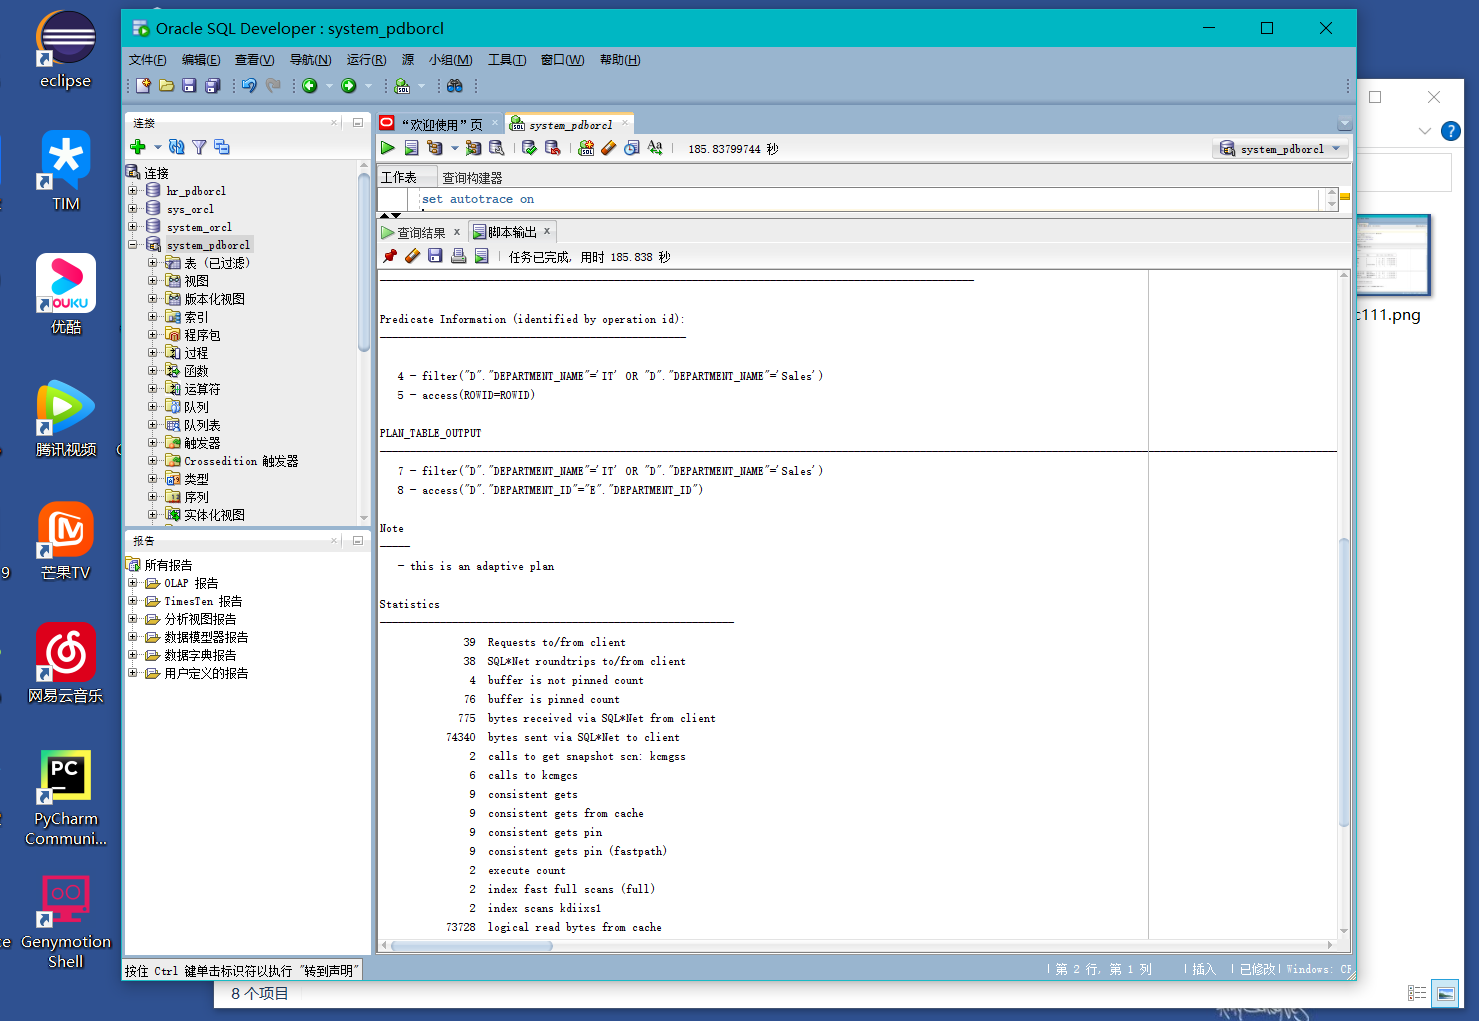 eclipse
TIM
YOUKU
优酷
腾讯视频
芒果TV
网易云音乐
PC
PyCharm
Communi...
Genymotion
Shell
Oracle SQL Developer : system_pdborcl
文件(F) 编辑(E) 查看(V) 导航(N) 运行(R) 源 小组(M) 工具(T) 窗口(W) 帮助(H)
连接
连接
hr_pdborcl
sys_orcl
system_orcl
system_pdborcl
表 (已过滤)
视图
版本化视图
索引
程序包
过程
函数
运算符
队列
队列表
触发器
Crossedition 触发器
类型
序列
实体化视图
报告
所有报告
OLAP 报告
TimesTen 报告
分析视图报告
数据模型器报告
数据字典报告
用户定义的报告
“欢迎使用”页 system_pdborcl
185.83799744 秒
system_pdborcl
工作表 查询构建器
set autotrace on
查询结果 脚本输出
任务已完成, 用时 185.838 秒
Predicate Information (identified by operation id):
4 - filter("D"."DEPARTMENT_NAME"='IT' OR "D"."DEPARTMENT_NAME"='Sales')
5 - access(ROWID=ROWID)
PLAN_TABLE_OUTPUT
7 - filter("D"."DEPARTMENT_NAME"='IT' OR "D"."DEPARTMENT_NAME"='Sales')
8 - access("D"."DEPARTMENT_ID"="E"."DEPARTMENT_ID")
Note
-----
- this is an adaptive plan
Statistics
39 Requests to/from client
38 SQL*Net roundtrips to/from client
4 buffer is not pinned count
76 buffer is pinned count
775 bytes received via SQL*Net from client
74340 bytes sent via SQL*Net to client
2 calls to get snapshot scn: kcmgss
6 calls to kcmgcs
9 consistent gets
9 consistent gets from cache
9 consistent gets pin
9 consistent gets pin (fastpath)
2 execute count
2 index fast full scans (full)
2 index scans kdiixs1
73728 logical read bytes from cache
按住 Ctrl 键单击标识符以执行 "转到声明"
第 2 行, 第 1 列 插入 已修改 Windows: CF
c111.png
8 个项目